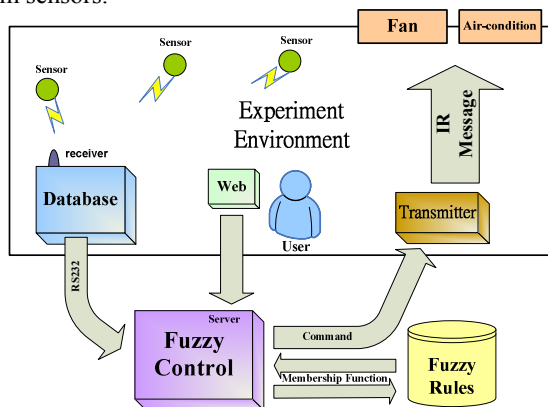 m sensors.
Fan
Air-condition
Sensor
Sensor
Sensor
Experiment
Environment
IR
Message
receiver
Database
Web
User
Transmitter
RS232
Server
Fuzzy
Control
Command
Membership Function
Fuzzy
Rules